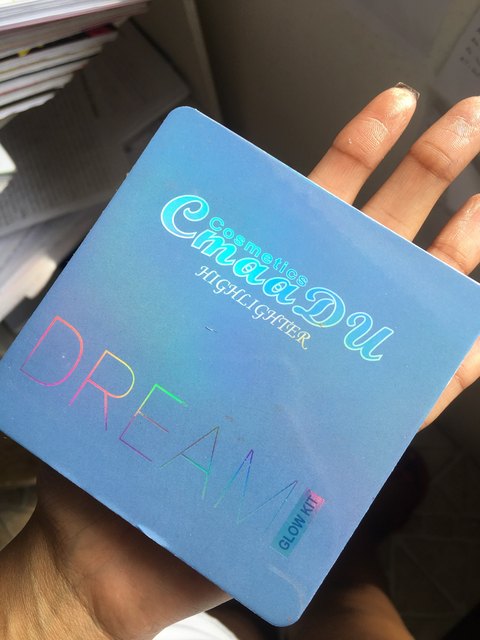 Cosmetics
CmaaDU
HIGHLIGHTER
DREAM
GLOW KIT